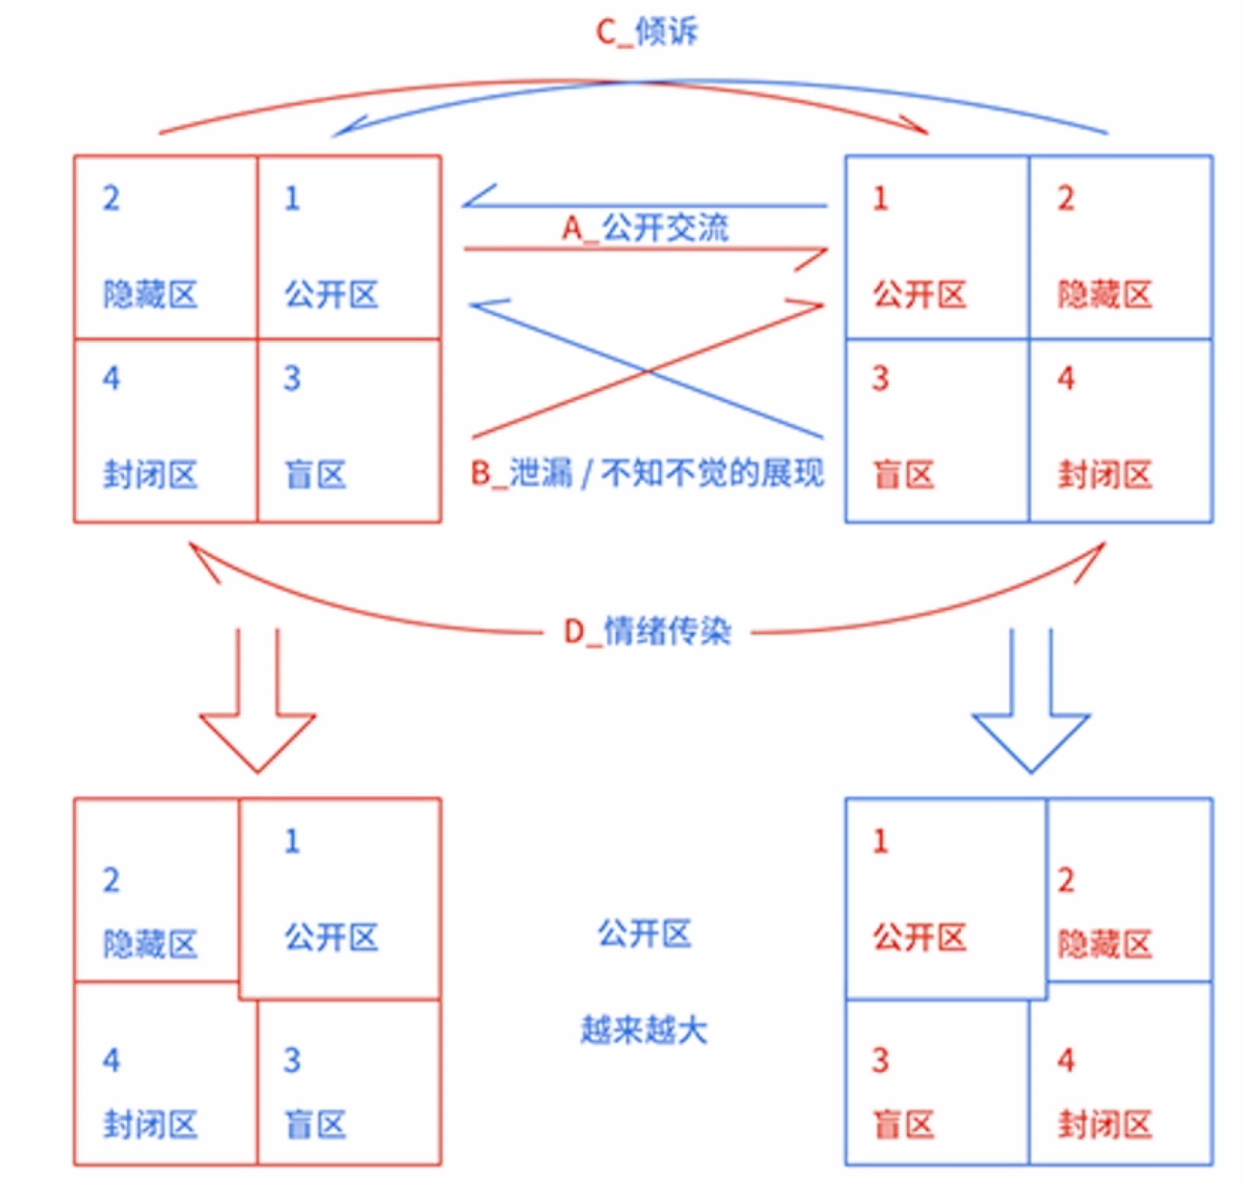 C_倾诉
2 1
隐藏区 公开区
4 3
封闭区 盲区
A_公开交流
B_泄漏 / 不知不觉的展现
1 2
公开区 隐藏区
3 4
盲区 封闭区
D_情绪传染
1
2
公开区
隐藏区
4 3
封闭区 盲区
公开区
越来越大
1
2
公开区
隐藏区
3 4
盲区 封闭区